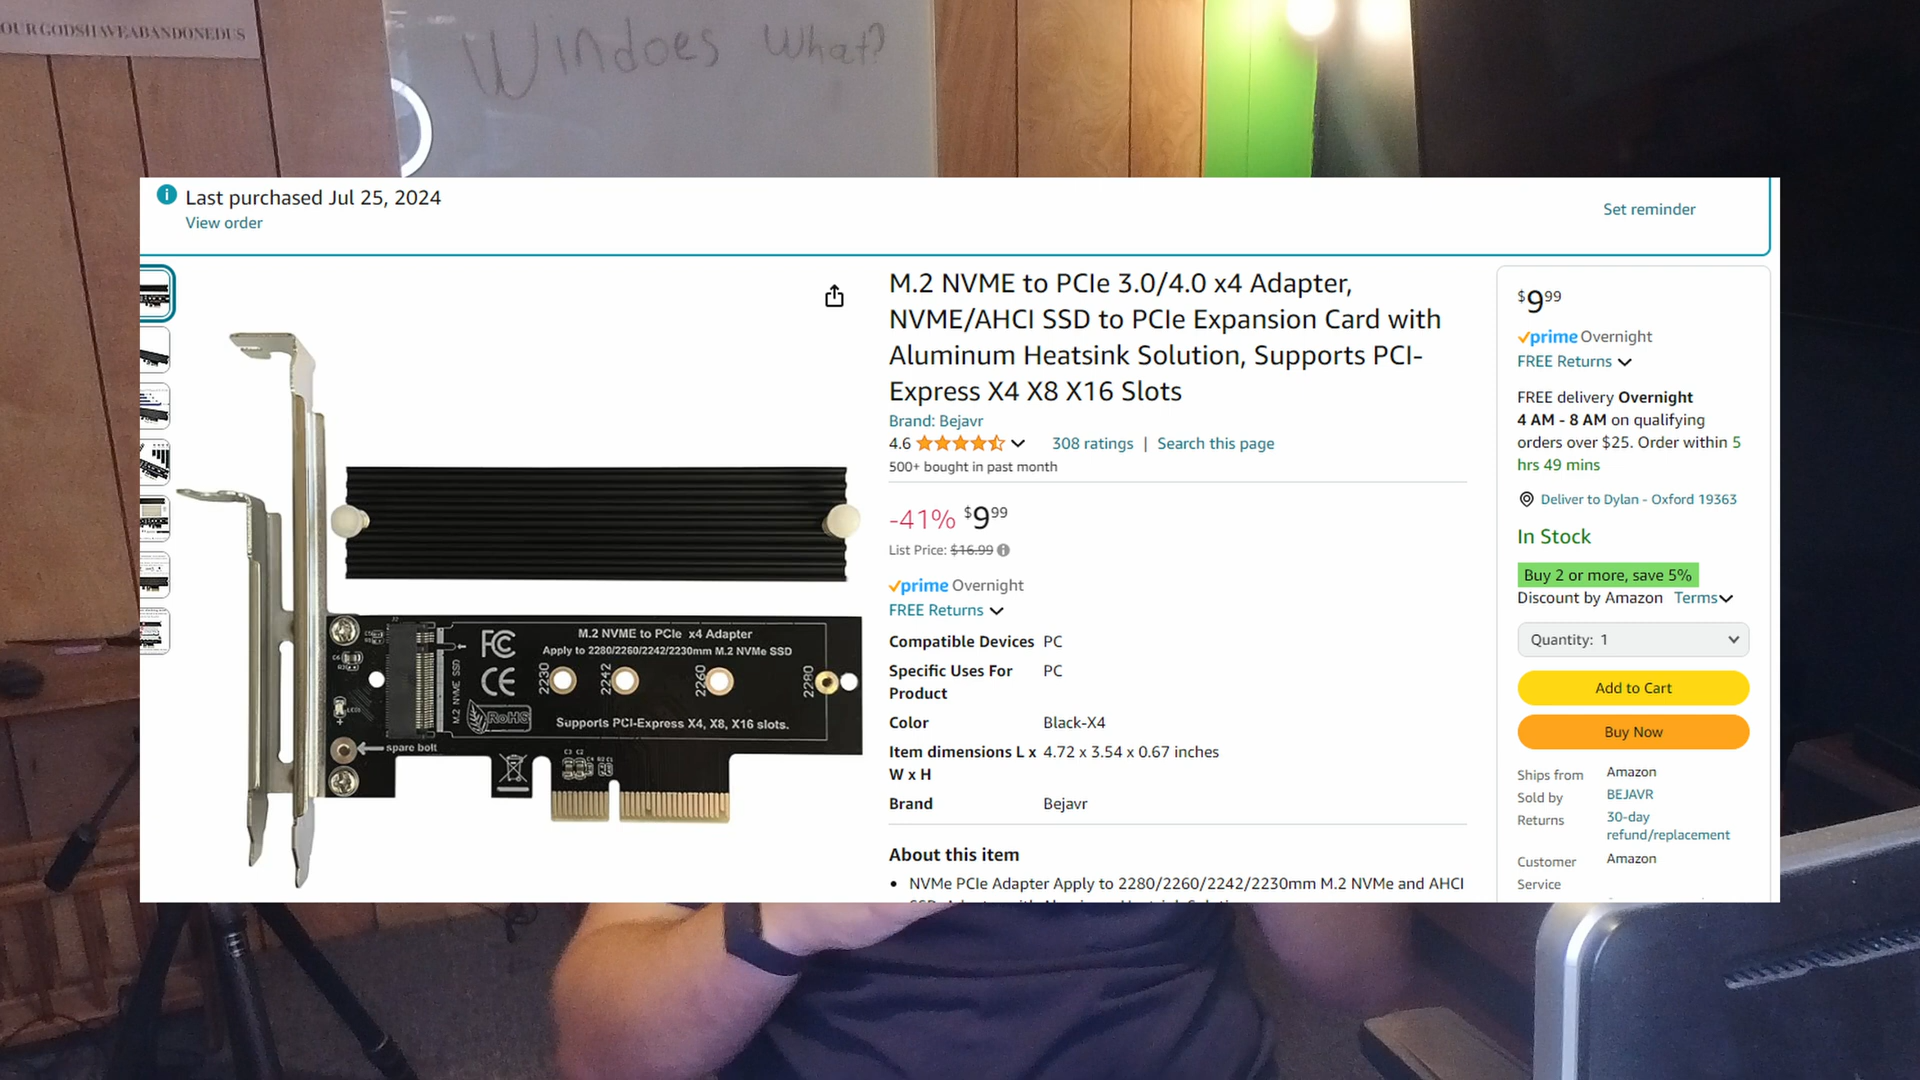 OURGODSHAVEABANDONEDUS
Windoes What?
Last purchased Jul 25, 2024
View order
Set reminder
M.2 NVME to PCIe 3.0/4.0 x4 Adapter,
NVME/AHCI SSD to PCIe Expansion Card with
Aluminum Heatsink Solution, Supports PCI-
Express X4 X8 X16 Slots
Brand: Bejavr
4.6
308 ratings | Search this page
500+ bought in past month
-41% $9.99
List Price: $16.99
prime Overnight
FREE Returns
Compatible Devices PC
Specific Uses For PC
Product
Color Black-X4
Item dimensions L x 4.72 x 3.54 x 0.67 inches
W x H
Brand Bejavr
About this item
• NVMe PCIe Adapter Apply to 2280/2260/2242/2230mm M.2 NVMe and AHCI
M.2 NVME to PCIe x4 Adapter
Apply to 2280/2260/2242/2230mm M.2 NVMe SSD
FC
CE
RoHS
M.2 NVME SSD
2230
2242
2260
2280
Supports PCI-Express X4, X8, X16 slots.
spare bolt
C3 C2
$9.99
prime Overnight
FREE Returns
FREE delivery Overnight
4 AM - 8 AM on qualifying
orders over $25. Order within 5
hrs 49 mins
Deliver to Dylan - Oxford 19363
In Stock
Buy 2 or more, save 5%
Discount by Amazon Terms
Quantity: 1
Add to Cart
Buy Now
Ships from Amazon
Sold by BEJAVR
Returns 30-day
refund/replacement
Customer Amazon
Service